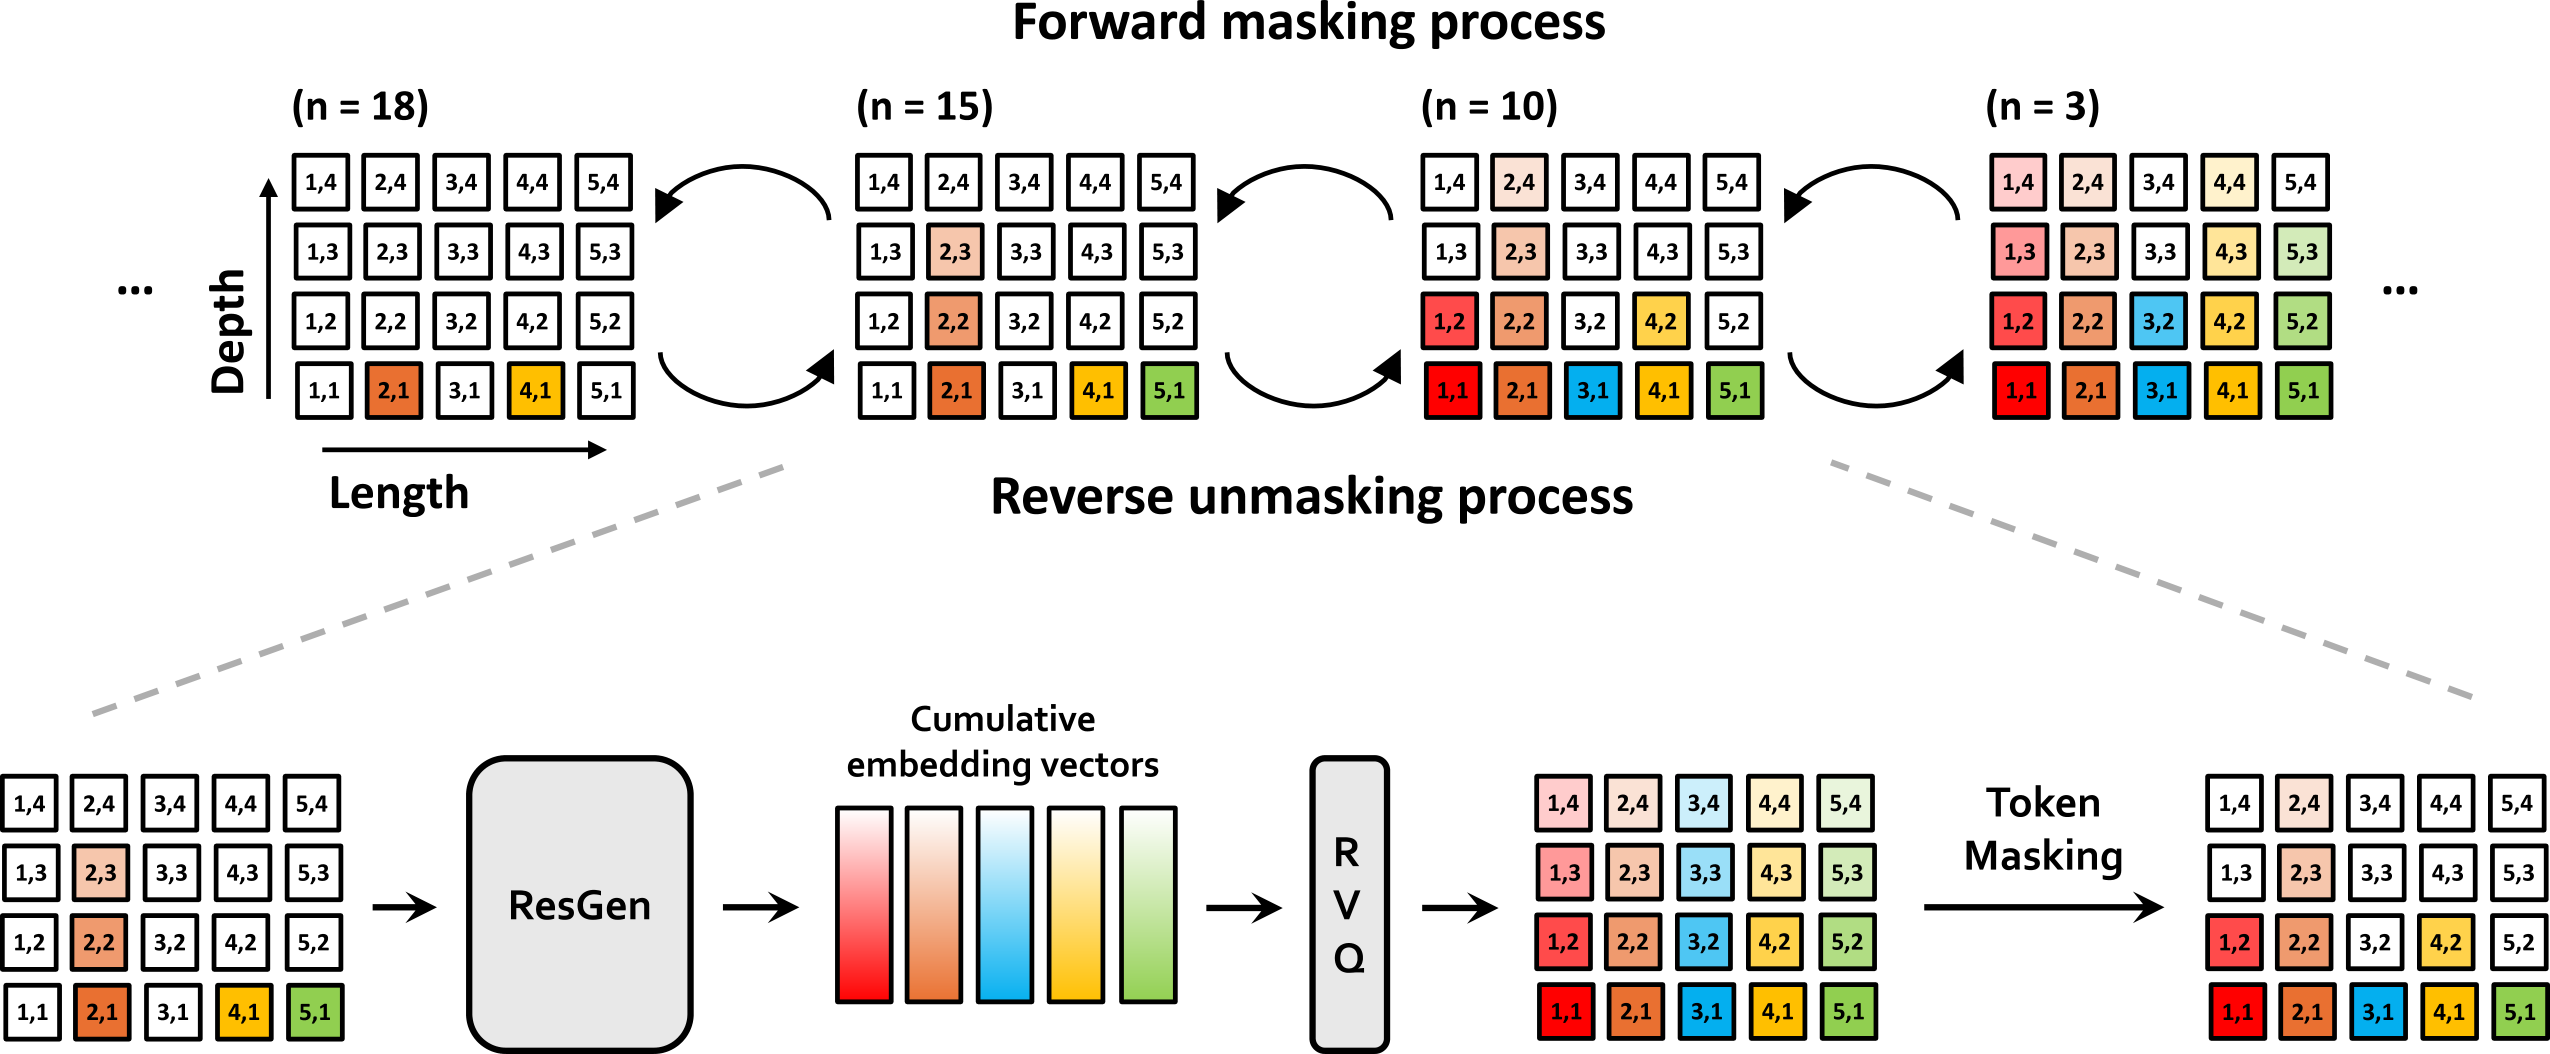 Forward masking process
(n = 18) (n = 15) (n = 10) (n = 3)
1,4 2,4 3,4 4,4 5,4 1,4 2,4 3,4 4,4 5,4 1,4 2,4 3,4 4,4 5,4 1,4 2,4 3,4 4,4 5,4
1,3 2,3 3,3 4,3 5,3 1,3 2,3 3,3 4,3 5,3 1,3 2,3 3,3 4,3 5,3 1,3 2,3 3,3 4,3 5,3
... ...
Depth
1,2 2,2 3,2 4,2 5,2 1,2 2,2 3,2 4,2 5,2 1,2 2,2 3,2 4,2 5,2 1,2 2,2 3,2 4,2 5,2
1,1 2,1 3,1 4,1 5,1 1,1 2,1 3,1 4,1 5,1 1,1 2,1 3,1 4,1 5,1 1,1 2,1 3,1 4,1 5,1
Length
Reverse unmasking process
Cumulative
embedding vectors
1,4 2,4 3,4 4,4 5,4
1,3 2,3 3,3 4,3 5,3
1,2 2,2 3,2 4,2 5,2
1,1 2,1 3,1 4,1 5,1
ResGen
R
V
Q
1,4 2,4 3,4 4,4 5,4
1,3 2,3 3,3 4,3 5,3
1,2 2,2 3,2 4,2 5,2
1,1 2,1 3,1 4,1 5,1
Token
Masking
1,4 2,4 3,4 4,4 5,4
1,3 2,3 3,3 4,3 5,3
1,2 2,2 3,2 4,2 5,2
1,1 2,1 3,1 4,1 5,1